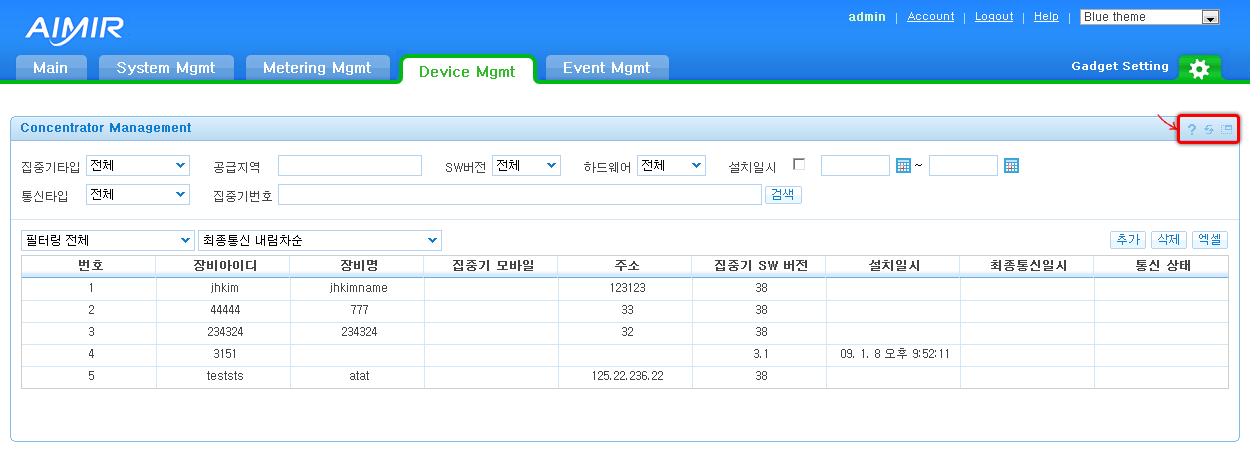 AIMIR
admin | Account | Logout | Help | Blue theme
Main System Mgmt Metering Mgmt Device Mgmt Event Mgmt Gadget Setting
Concentrator Management ?
집중기타입 전체 공급지역 SW버전 전체 하드웨어 전체 설치일시 ~
통신타입 전체 집중기번호 검색
필터링 전체 최종통신 내림차순 추가 삭제 엑셀
번호 장비아이디 장비명 집중기 모바일 주소 집중기 SW 버전 설치일시 최종통신일시 통신 상태
1 jhkim jhkimname 123123 38
2 44444 777 33 38
3 234324 234324 32 38
4 3151 3.1 09. 1. 8 오후 9:52:11
5 teststs atat 125.22.236.22 38